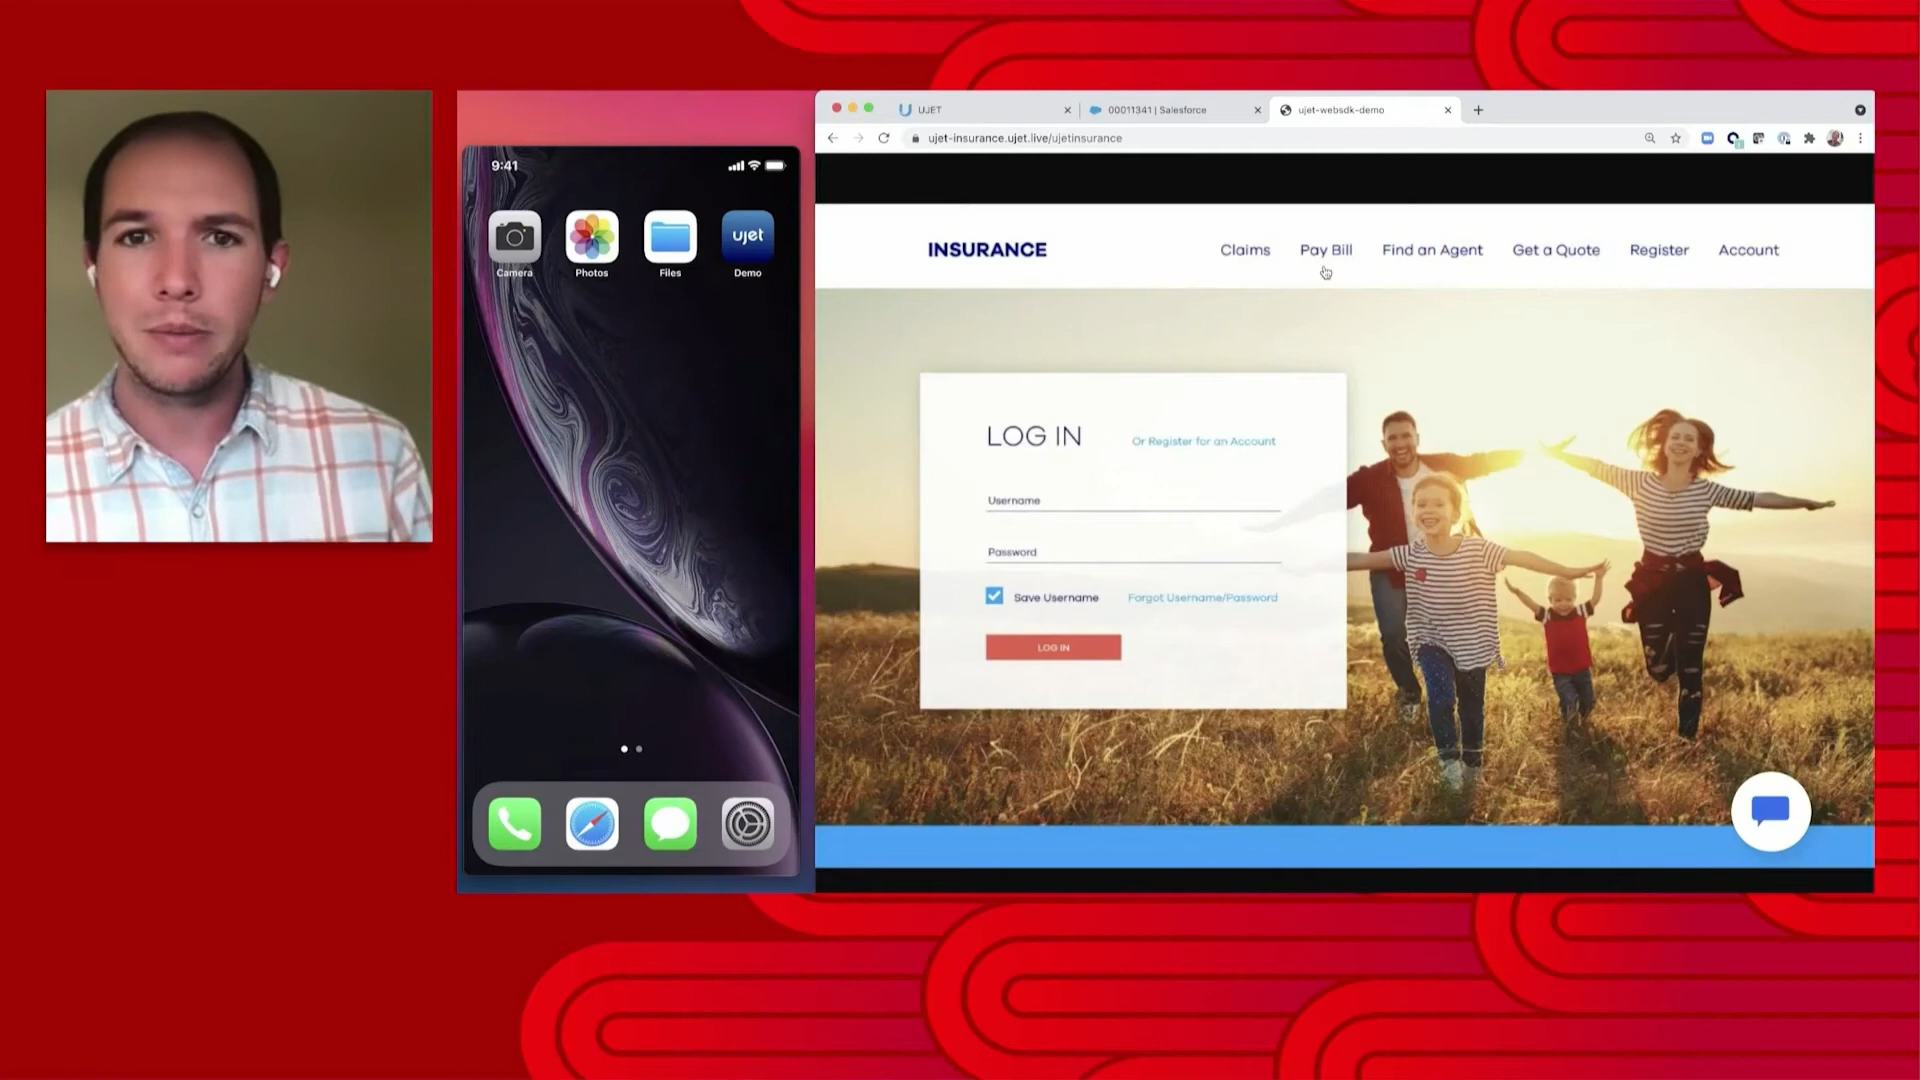 9:41
Camera
Photos
Files
ujet
Demo
UJET
00011341 | Salesforce
ujet-websdk-demo
ujet-insurance.ujet.live/ujetinsurance
INSURANCE
Claims
Pay Bill
Find an Agent
Get a Quote
Register
Account
LOG IN
Or Register for an Account
Username
Password
Save Username
Forgot Username/Password
LOG IN